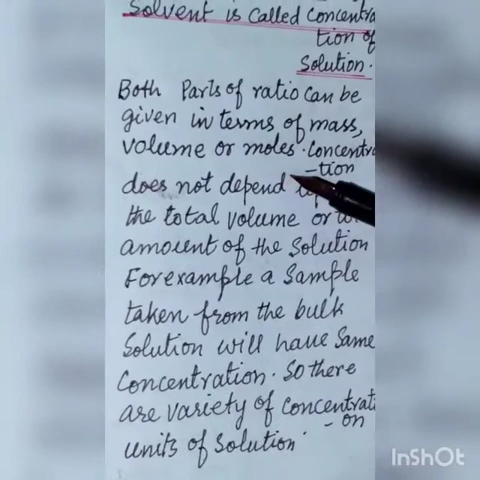 Solvent is Called Concentra
tion of
Solution.
Both Parts of ratio can be
given in terms of mass,
volume or moles. Concentra
-tion
does not depend
the total volume or
amount of the Solution
For example a Sample
taken from the bulk
Solution will have Same
Concentration. So there
are variety of Concentrati
-on
units of Solution.
InShOt